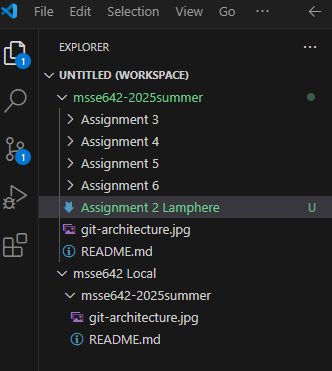 File Edit Selection View Go ···
EXPLORER ···
UNTITLED (WORKSPACE)
msse642-2025summer
Assignment 3
Assignment 4
Assignment 5
Assignment 6
Assignment 2 Lamphere U
git-architecture.jpg
README.md
msse642 Local
msse642-2025summer
git-architecture.jpg
README.md
1
1